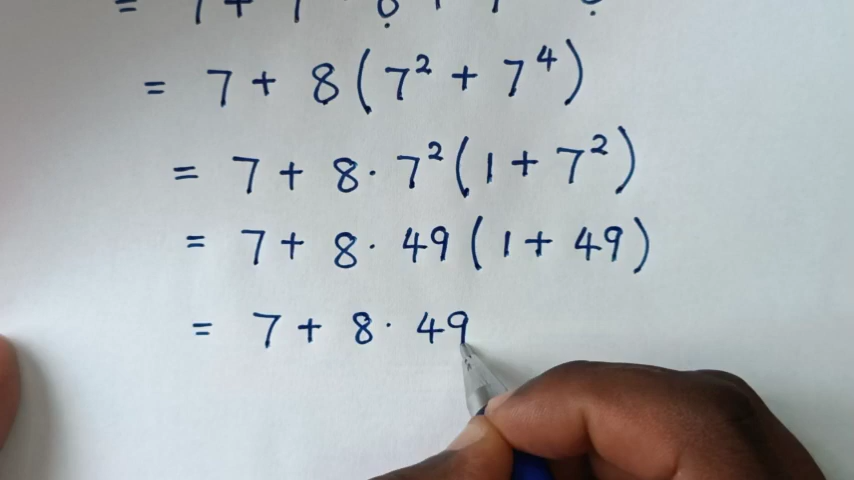 = 7 + 8 ( 7² + 7⁴ )
= 7 + 8 · 7² ( 1 + 7² )
= 7 + 8 · 49 ( 1 + 49 )
= 7 + 8 · 49